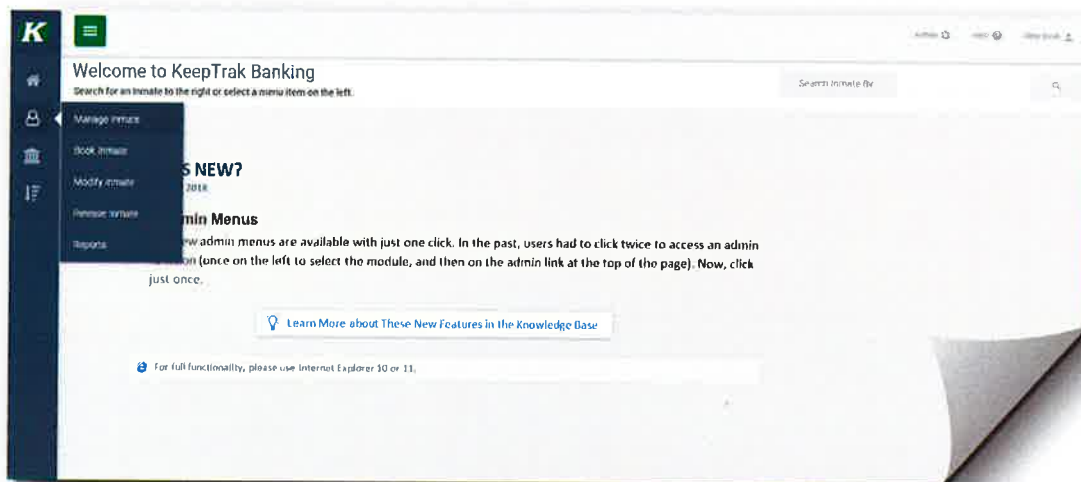 K
Admin
Help
Welcome to KeepTrak Banking
Search for an inmate to the right or select a menu item on the left.
Search Inmate By
Manage Inmate
Book Inmate
Modify Inmate
Release Inmate
Reports
S NEW?
2018
min Menus
ew admin menus are available with just one click. In the past, users had to click twice to access an admin
on (once on the left to select the module, and then on the admin link at the top of the page). Now, click
just once.
Learn More about These New Features in the Knowledge Base
For full functionality, please use Internet Explorer 10 or 11.